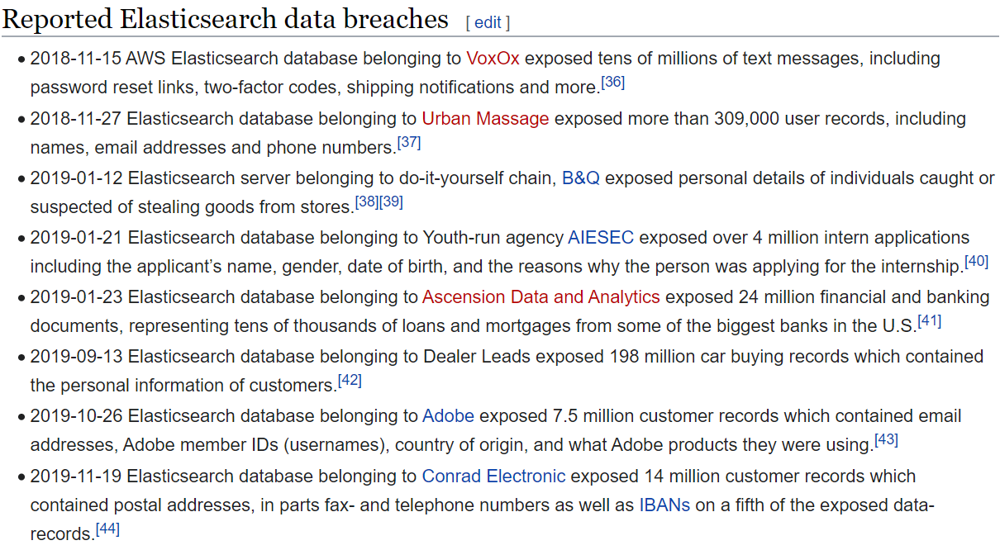 Reported Elasticsearch data breaches [ edit ]
• 2018-11-15 AWS Elasticsearch database belonging to VoxOx exposed tens of millions of text messages, including
password reset links, two-factor codes, shipping notifications and more.[36]
• 2018-11-27 Elasticsearch database belonging to Urban Massage exposed more than 309,000 user records, including
names, email addresses and phone numbers.[37]
• 2019-01-12 Elasticsearch server belonging to do-it-yourself chain, B&Q exposed personal details of individuals caught or
suspected of stealing goods from stores.[38][39]
• 2019-01-21 Elasticsearch database belonging to Youth-run agency AIESEC exposed over 4 million intern applications
including the applicant’s name, gender, date of birth, and the reasons why the person was applying for the internship.[40]
• 2019-01-23 Elasticsearch database belonging to Ascension Data and Analytics exposed 24 million financial and banking
documents, representing tens of thousands of loans and mortgages from some of the biggest banks in the U.S.[41]
• 2019-09-13 Elasticsearch database belonging to Dealer Leads exposed 198 million car buying records which contained
the personal information of customers.[42]
• 2019-10-26 Elasticsearch database belonging to Adobe exposed 7.5 million customer records which contained email
addresses, Adobe member IDs (usernames), country of origin, and what Adobe products they were using.[43]
• 2019-11-19 Elasticsearch database belonging to Conrad Electronic exposed 14 million customer records which
contained postal addresses, in parts fax- and telephone numbers as well as IBANs on a fifth of the exposed data-
records.[44]